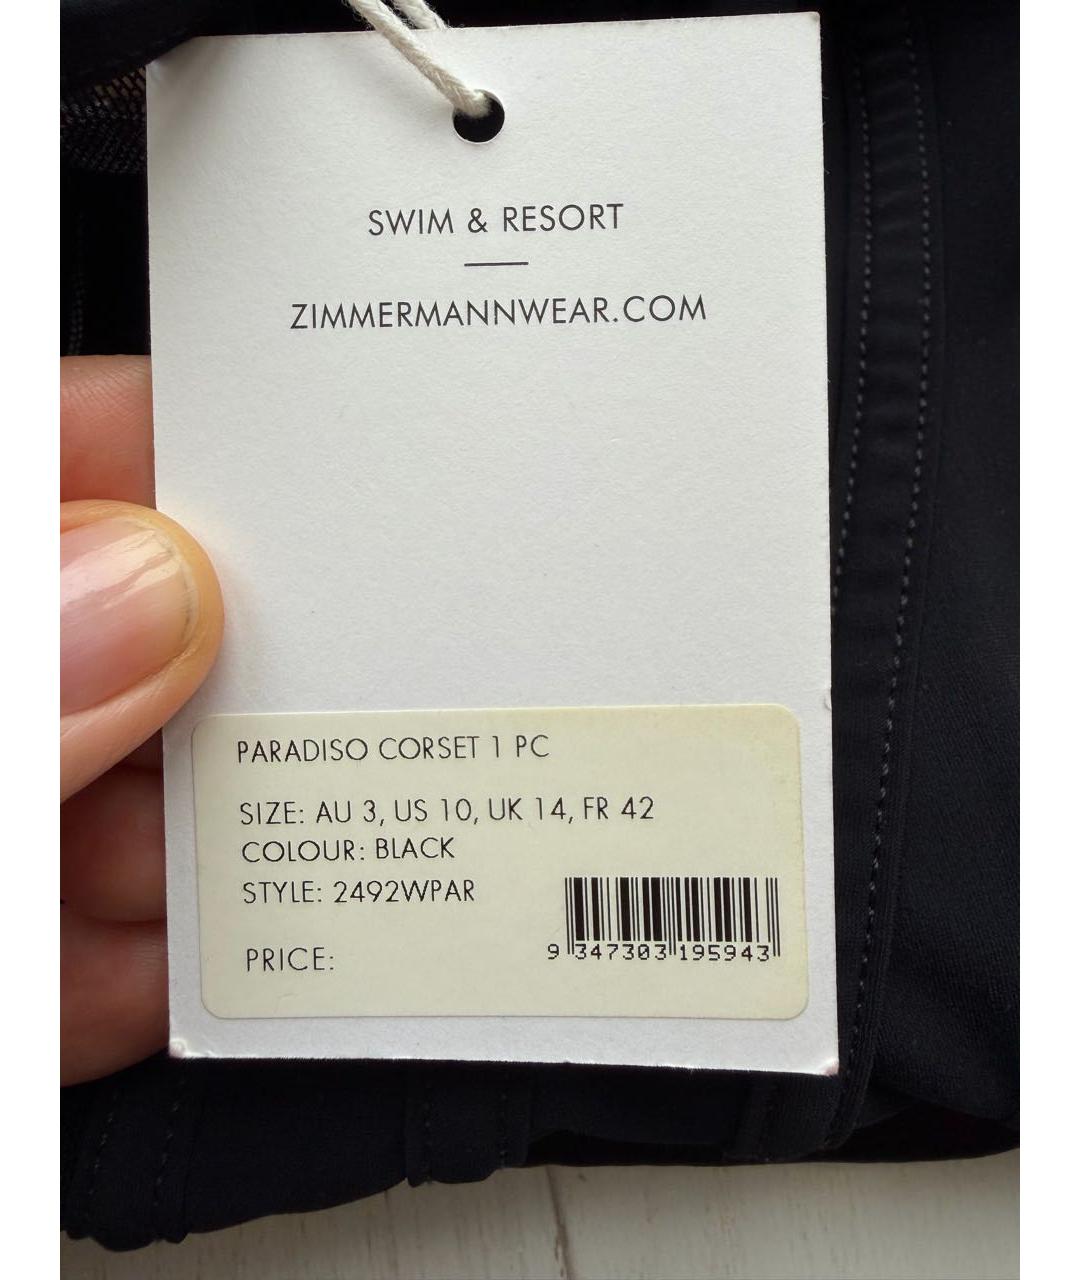 SWIM & RESORT
ZIMMERMANNWEAR.COM
PARADISO CORSET 1 PC
SIZE: AU 3, US 10, UK 14, FR 42
COLOUR: BLACK
STYLE: 2492WPAR
PRICE:
9 347303 195943